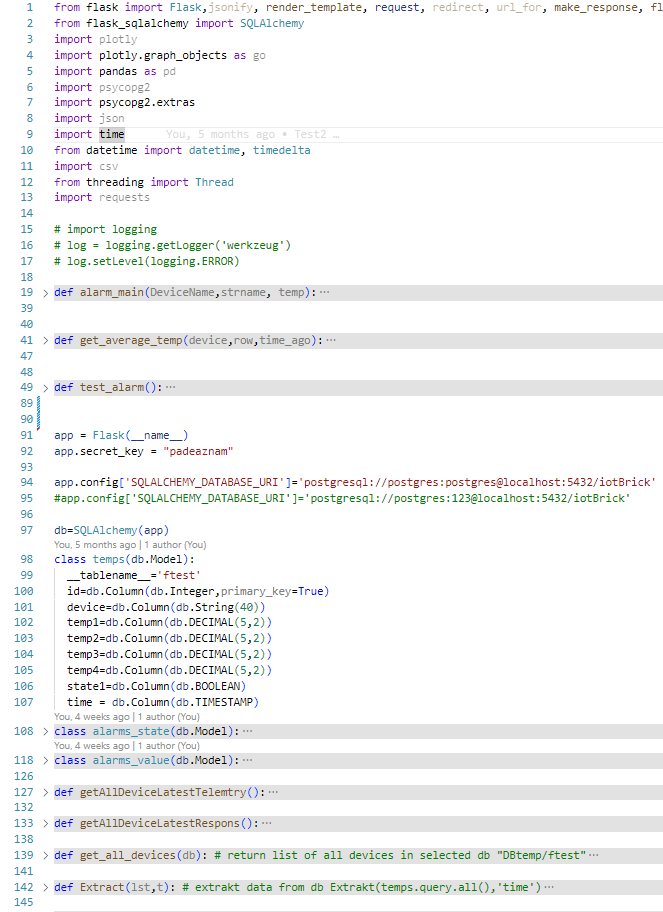 1 from flask import Flask,jsonify, render_template, request, redirect, url_for, make_response, fl
2 from flask_sqlalchemy import SQLAlchemy
3 import plotly
4 import plotly.graph_objects as go
5 import pandas as pd
6 import psycopg2
7 import psycopg2.extras
8 import json
9 import time You, 5 months ago • Test2 …
10 from datetime import datetime, timedelta
11 import csv
12 from threading import Thread
13 import requests
14
15 # import logging
16 # log = logging.getLogger('werkzeug')
17 # log.setLevel(logging.ERROR)
18
19 > def alarm_main(DeviceName,strname, temp):···
39
40
41 > def get_average_temp(device,row,time_ago):···
47
48
49 > def test_alarm():···
89
90
91 app = Flask(__name__)
92 app.secret_key = "padeaznam"
93
94 app.config['SQLALCHEMY_DATABASE_URI']='postgresql://postgres:postgres@localhost:5432/iotBrick'
95 #app.config['SQLALCHEMY_DATABASE_URI']='postgresql://postgres:123@localhost:5432/iotBrick'
96
97 db=SQLAlchemy(app)
You, 5 months ago | 1 author (You)
98 class temps(db.Model):
99 __tablename__='ftest'
100 id=db.Column(db.Integer,primary_key=True)
101 device=db.Column(db.String(40))
102 temp1=db.Column(db.DECIMAL(5,2))
103 temp2=db.Column(db.DECIMAL(5,2))
104 temp3=db.Column(db.DECIMAL(5,2))
105 temp4=db.Column(db.DECIMAL(5,2))
106 state1=db.Column(db.BOOLEAN)
107 time = db.Column(db.TIMESTAMP)
You, 4 weeks ago | 1 author (You)
108 > class alarms_state(db.Model):···
You, 4 weeks ago | 1 author (You)
118 > class alarms_value(db.Model):···
126
127 > def getAllDeviceLatestTelemtry():···
132
133 > def getAllDeviceLatestRespons():···
138
139 > def get_all_devices(db): # return list of all devices in selected db "DBtemp/ftest"···
141
142 > def Extract(lst,t): # extrakt data from db Extrakt(temps.query.all(),'time')···
145